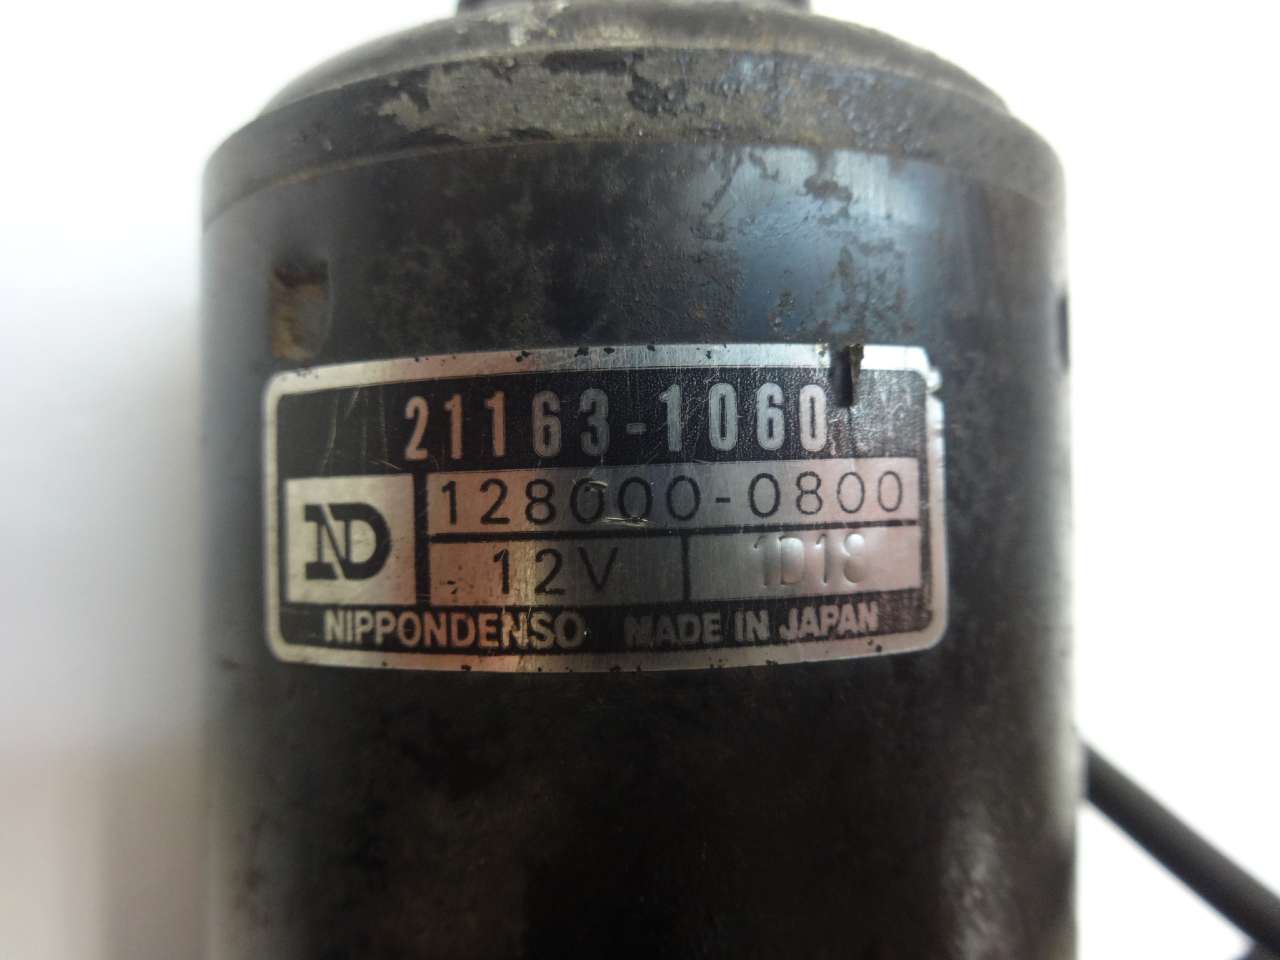 21163-1060
ND
128000-0800
12V 1D18
NIPPONDENSO MADE IN JAPAN